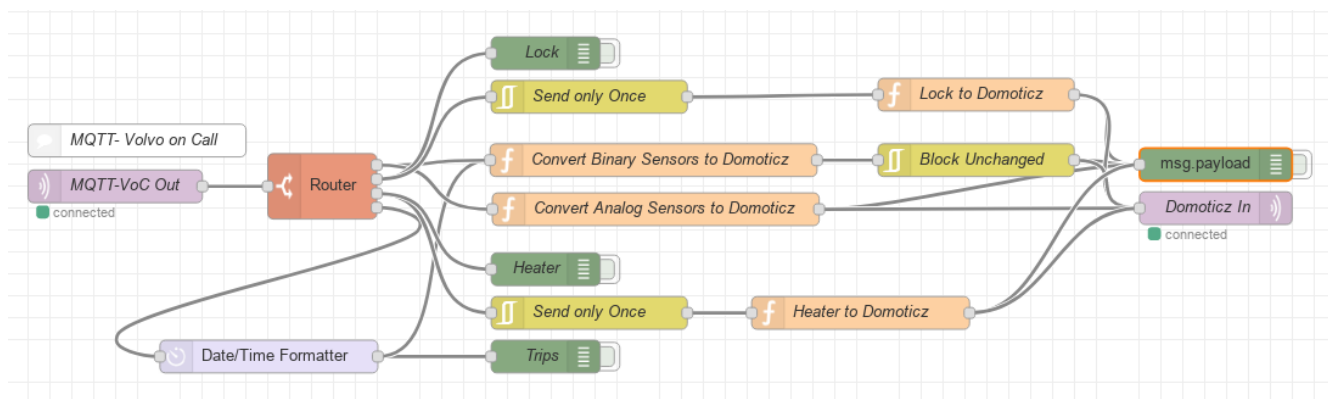 Lock
Send only Once
Lock to Domoticz
MQTT- Volvo on Call
Convert Binary Sensors to Domoticz
Block Unchanged
msg.payload
MQTT-VoC Out
Router
connected
Convert Analog Sensors to Domoticz
Domoticz In
connected
Heater
Send only Once
Heater to Domoticz
Date/Time Formatter
Trips